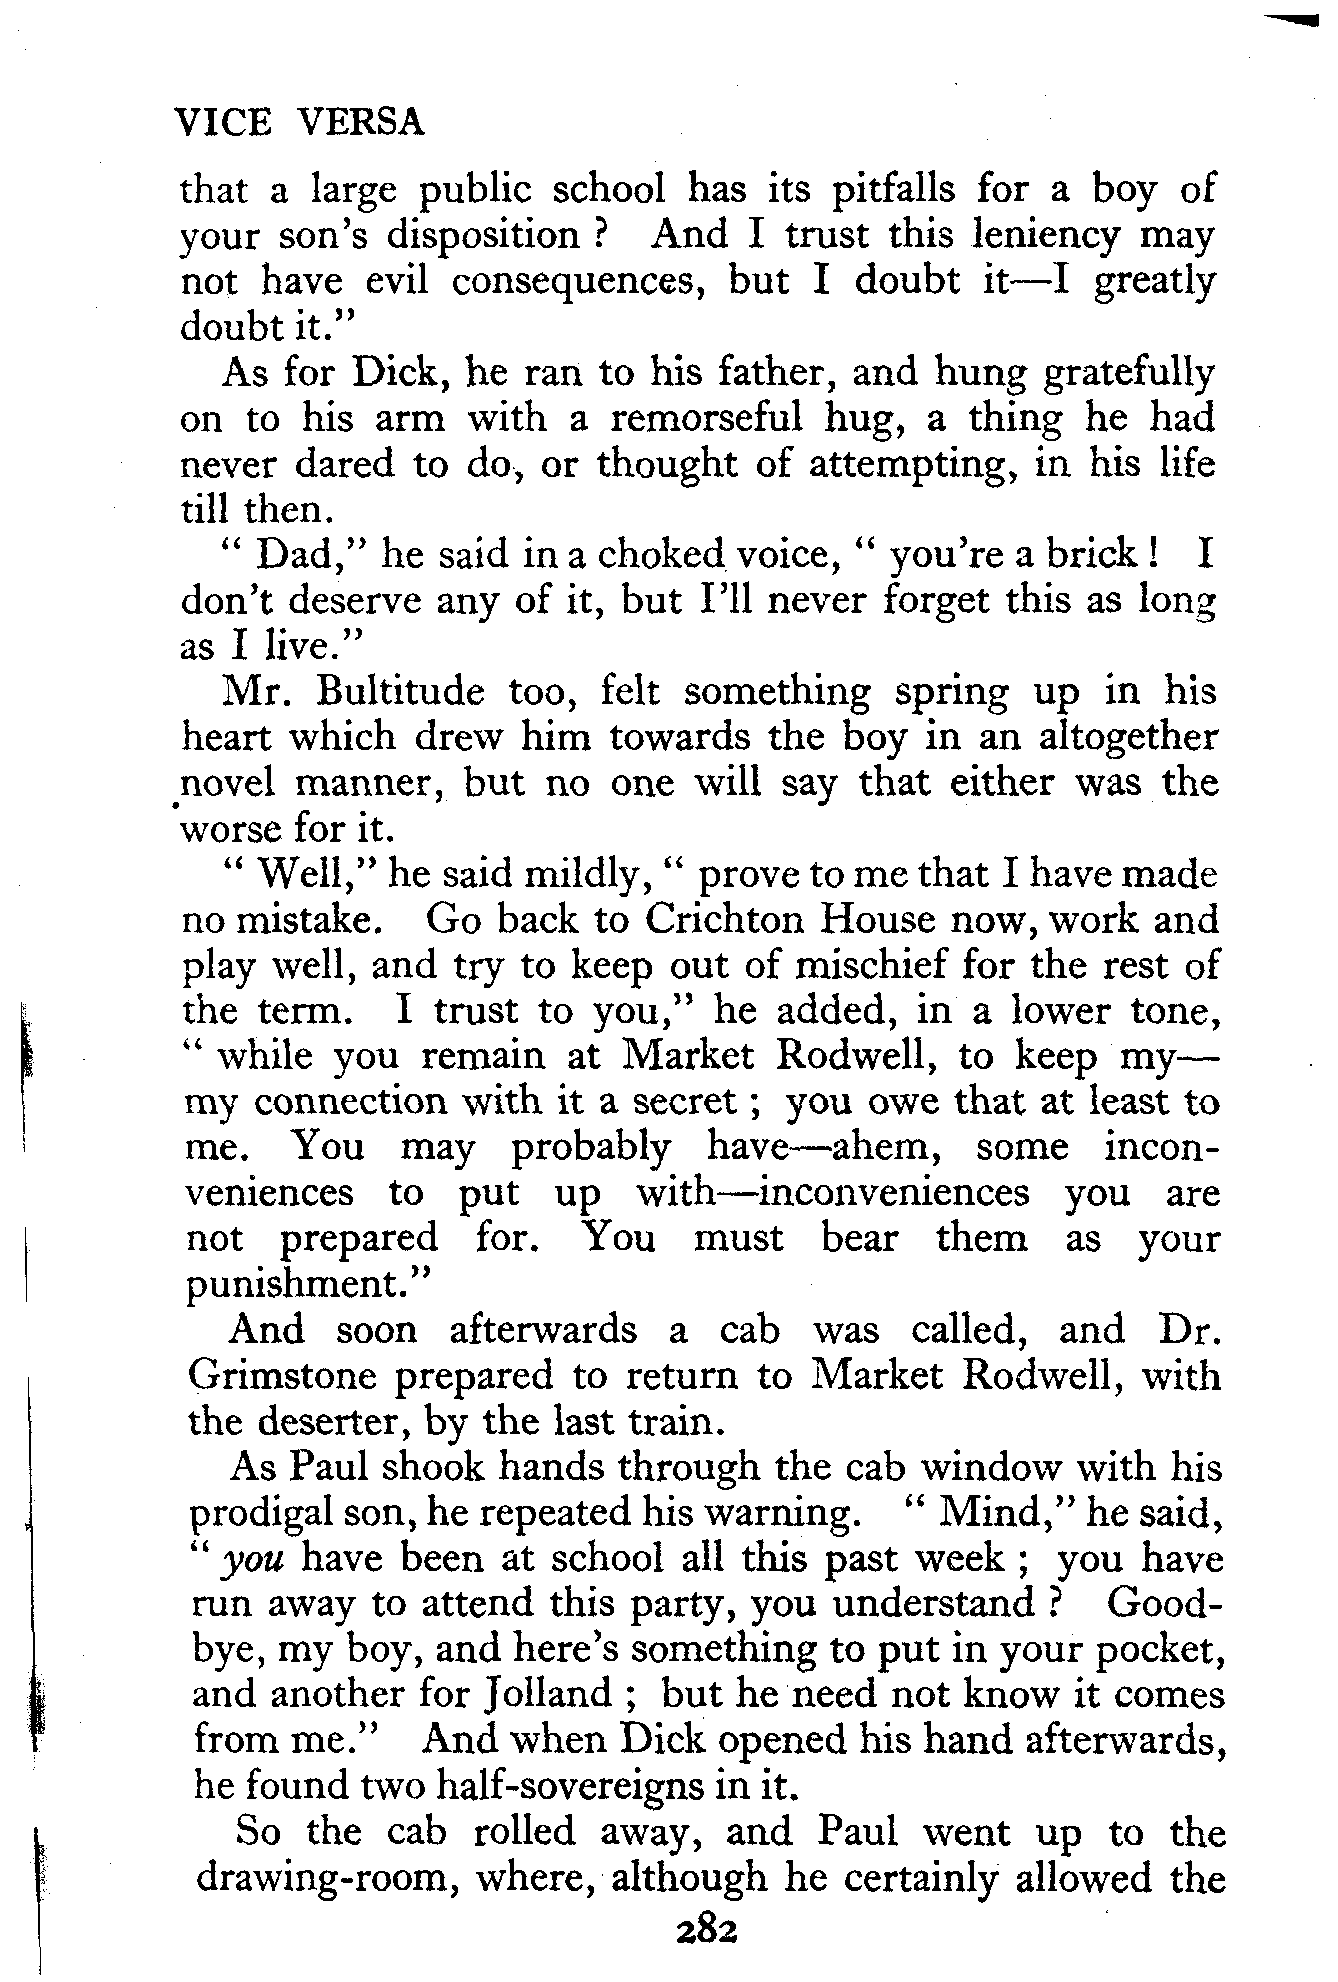 VICE VERSA
that a large public school has its pitfalls for a boy of
your son's disposition ? And I trust this leniency may
not have evil consequences, but I doubt it—I greatly
doubt it."
As for Dick, he ran to his father, and hung gratefully
on to his arm with a remorseful hug, a thing he had
never dared to do, or thought of attempting, in his life
till then.
" Dad," he said in a choked voice, " you're a brick ! I
don't deserve any of it, but I'll never forget this as long
as I live."
Mr. Bultitude too, felt something spring up in his
heart which drew him towards the boy in an altogether
novel manner, but no one will say that either was the
worse for it.
" Well," he said mildly, " prove to me that I have made
no mistake. Go back to Crichton House now, work and
play well, and try to keep out of mischief for the rest of
the term. I trust to you," he added, in a lower tone,
" while you remain at Market Rodwell, to keep my—
my connection with it a secret ; you owe that at least to
me. You may probably have—ahem, some incon-
veniences to put up with—inconveniences you are
not prepared for. You must bear them as your
punishment."
And soon afterwards a cab was called, and Dr.
Grimstone prepared to return to Market Rodwell, with
the deserter, by the last train.
As Paul shook hands through the cab window with his
prodigal son, he repeated his warning. " Mind," he said,
" you have been at school all this past week ; you have
run away to attend this party, you understand ? Good-
bye, my boy, and here's something to put in your pocket,
and another for Jolland ; but he need not know it comes
from me." And when Dick opened his hand afterwards,
he found two half-sovereigns in it.
So the cab rolled away, and Paul went up to the
drawing-room, where, although he certainly allowed the
282